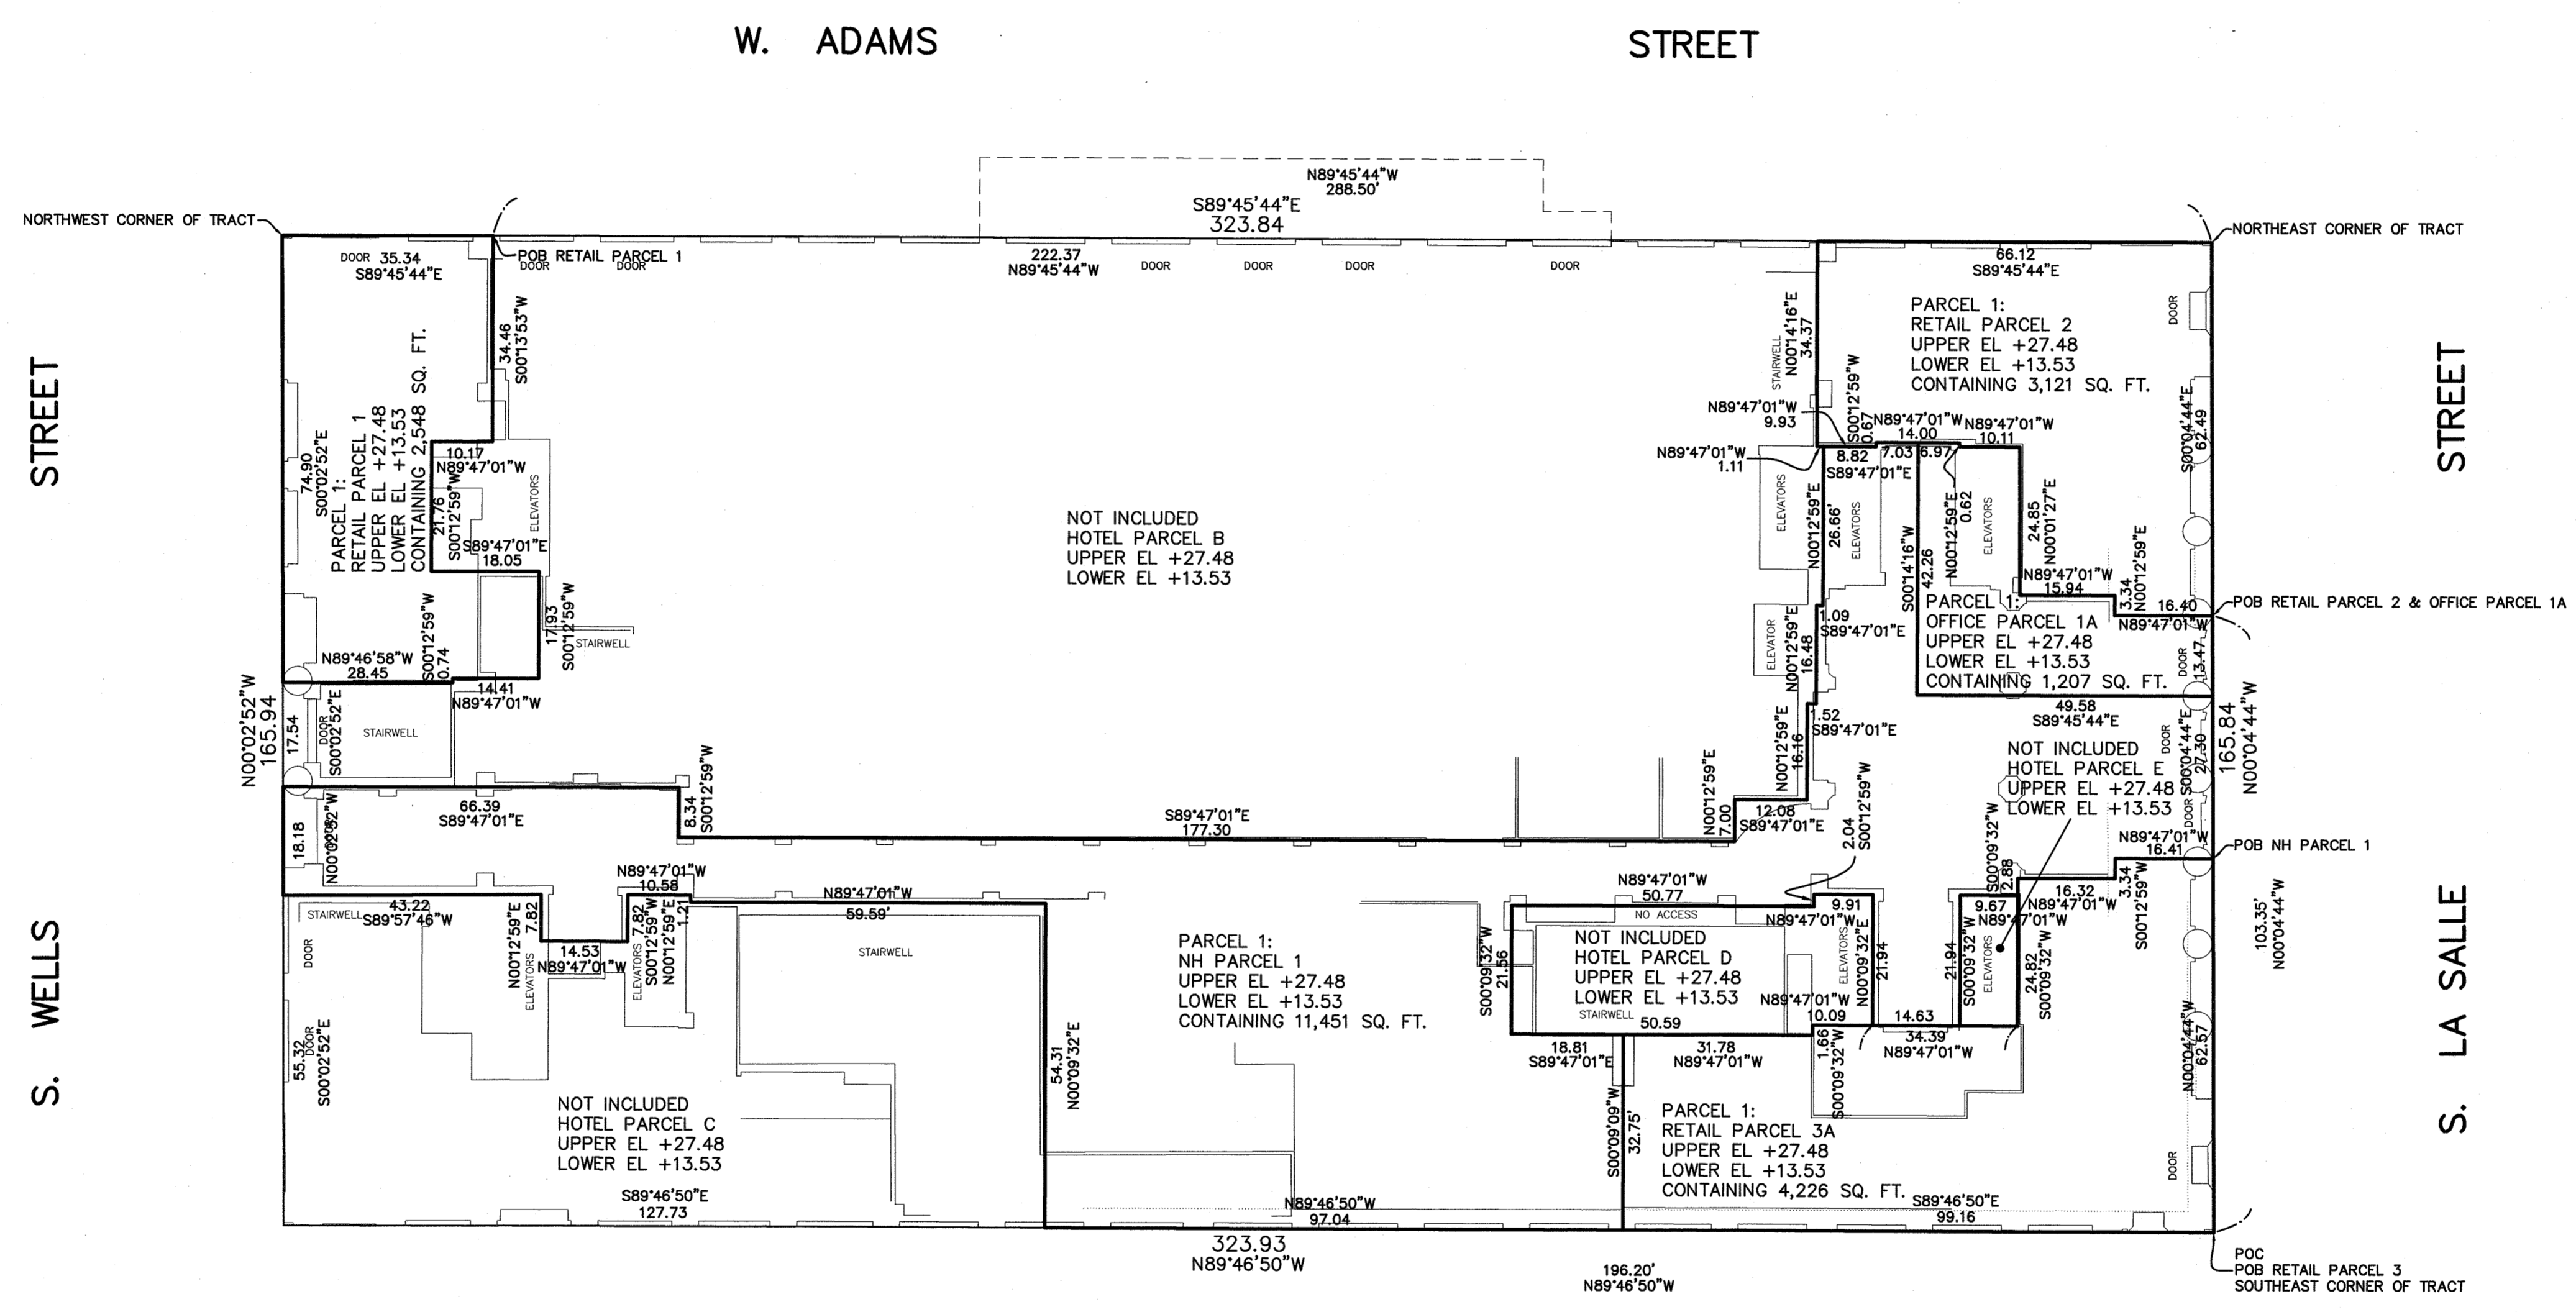 W. ADAMS STREET
N89°45'44"W
288.50'
S89°45'44"E
323.84
NORTHWEST CORNER OF TRACT
NORTHEAST CORNER OF TRACT
POB RETAIL PARCEL 1
DOOR
35.34
S89°45'44"E
DOOR
DOOR
222.37
N89°45'44"W
DOOR
DOOR
DOOR
DOOR
66.12
S89°45'44"E
STREET
S. WELLS
34.46
S00°13'53"W
74.90
S00°02'52"E
PARCEL 1:
RETAIL PARCEL 1
UPPER EL +27.48
LOWER EL +13.53
CONTAINING 2,548 SQ. FT.
10.17
N89°47'01"W
21.76
S00°12'59"W
ELEVATORS
S89°47'01"E
18.05
17.93
S00°12'59"W
STAIRWELL
S00°12'59"W
0.74
N89°46'58"W
28.45
14.41
N89°47'01"W
N00°02'52"W
165.94
17.54
DOOR
S00°02'52"E
STAIRWELL
NOT INCLUDED
HOTEL PARCEL B
UPPER EL +27.48
LOWER EL +13.53
STAIRWELL
N00°14'16"E
34.37
PARCEL 1:
RETAIL PARCEL 2
UPPER EL +27.48
LOWER EL +13.53
CONTAINING 3,121 SQ. FT.
DOOR
S00°04'44"E
62.49
STREET
S. LA SALLE
N89°47'01"W
9.93
S00°12'59"W
0.67
N89°47'01"W
14.00
N89°47'01"W
10.11
N89°47'01"W
1.11
8.82
S89°47'01"E
7.03
6.97
ELEVATORS
N00°12'59"E
26.66'
ELEVATORS
S00°14'16"W
42.26
N00°12'59"E
0.62
ELEVATORS
24.85
N00°01'27"E
N89°47'01"W
15.94
3.34
N00°12'59"E
16.40
N89°47'01"W
POB RETAIL PARCEL 2 & OFFICE PARCEL 1A
PARCEL 1:
OFFICE PARCEL 1A
UPPER EL +27.48
LOWER EL +13.53
CONTAINING 1,207 SQ. FT.
DOOR
13.47
49.58
S89°45'44"E
1.09
S89°47'01"E
ELEVATOR
N00°12'59"E
16.48
1.52
S89°47'01"E
N00°12'59"E
16.16
N00°12'59"E
7.00
12.08
S89°47'01"E
2.04
S00°12'59"W
DOOR
S00°04'44"E
27.30
165.84
N00°04'44"W
NOT INCLUDED
HOTEL PARCEL E
UPPER EL +27.48
LOWER EL +13.53
DOOR
N89°47'01"W
16.41
POB NH PARCEL 1
66.39
S89°47'01"E
8.34
S00°12'59"W
S89°47'01"E
177.30
18.18
N00°02'52"W
43.22
S89°57'46"W
STAIRWELL
DOOR
N00°12'59"E
7.82
14.53
N89°47'01"W
ELEVATORS
N89°47'01"W
10.58
7.82
S00°12'59"W
ELEVATORS
N00°12'59"E
1.21
N89°47'01"W
59.59'
STAIRWELL
55.32
DOOR
S00°02'52"E
NOT INCLUDED
HOTEL PARCEL C
UPPER EL +27.48
LOWER EL +13.53
S89°46'50"E
127.73
54.31
N00°09'32"E
PARCEL 1:
NH PARCEL 1
UPPER EL +27.48
LOWER EL +13.53
CONTAINING 11,451 SQ. FT.
N89°47'01"W
50.77
NO ACCESS
S00°09'32"W
21.56
NOT INCLUDED
HOTEL PARCEL D
UPPER EL +27.48
LOWER EL +13.53
STAIRWELL
50.59
9.91
N89°47'01"W
ELEVATORS
N00°09'32"E
21.94
N89°47'01"W
10.09
21.94
S00°09'32"W
ELEVATORS
S00°09'32"W
2.88
9.67
N89°47'01"W
16.32
N89°47'01"W
3.34
S00°12'59"W
24.82
S00°09'32"W
14.63
34.39
N89°47'01"W
18.81
S89°47'01"E
31.78
N89°47'01"W
1.66
S00°09'32"W
S00°09'09"W
32.75'
PARCEL 1:
RETAIL PARCEL 3A
UPPER EL +27.48
LOWER EL +13.53
CONTAINING 4,226 SQ. FT.
N00°04'44"W
62.57
103.35'
N00°04'44"W
DOOR
S89°46'50"E
99.16
N89°46'50"W
97.04
323.93
N89°46'50"W
196.20'
N89°46'50"W
POC
POB RETAIL PARCEL 3
SOUTHEAST CORNER OF TRACT